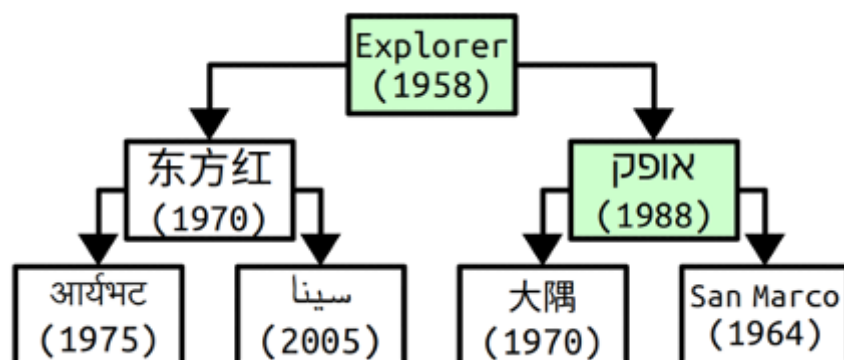 Explorer
(1958)
东方红
(1970)
אופק
(1988)
आर्यभट
(1975)
سينا
(2005)
大隅
(1970)
San Marco
(1964)